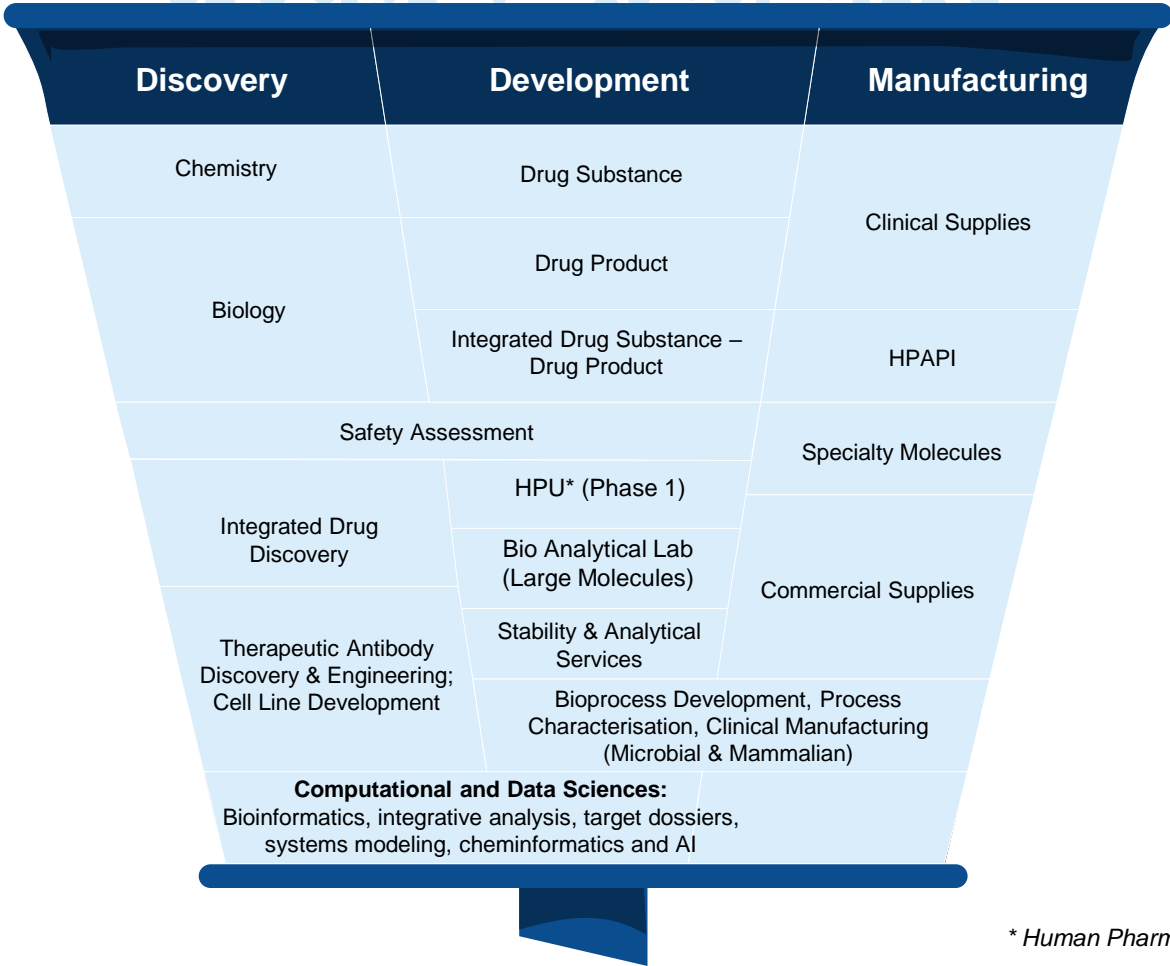 Discovery
Development
Manufacturing
Chemistry
Drug Substance
Clinical Supplies
Drug Product
Biology
Integrated Drug Substance –
Drug Product
HPAPI
Safety Assessment
Specialty Molecules
HPU* (Phase 1)
Integrated Drug
Discovery
Bio Analytical Lab
(Large Molecules)
Commercial Supplies
Stability & Analytical
Services
Therapeutic Antibody
Discovery & Engineering;
Cell Line Development
Bioprocess Development, Process
Characterisation, Clinical Manufacturing
(Microbial & Mammalian)
Computational and Data Sciences:
Bioinformatics, integrative analysis, target dossiers,
systems modeling, cheminformatics and AI
* Human Pharm